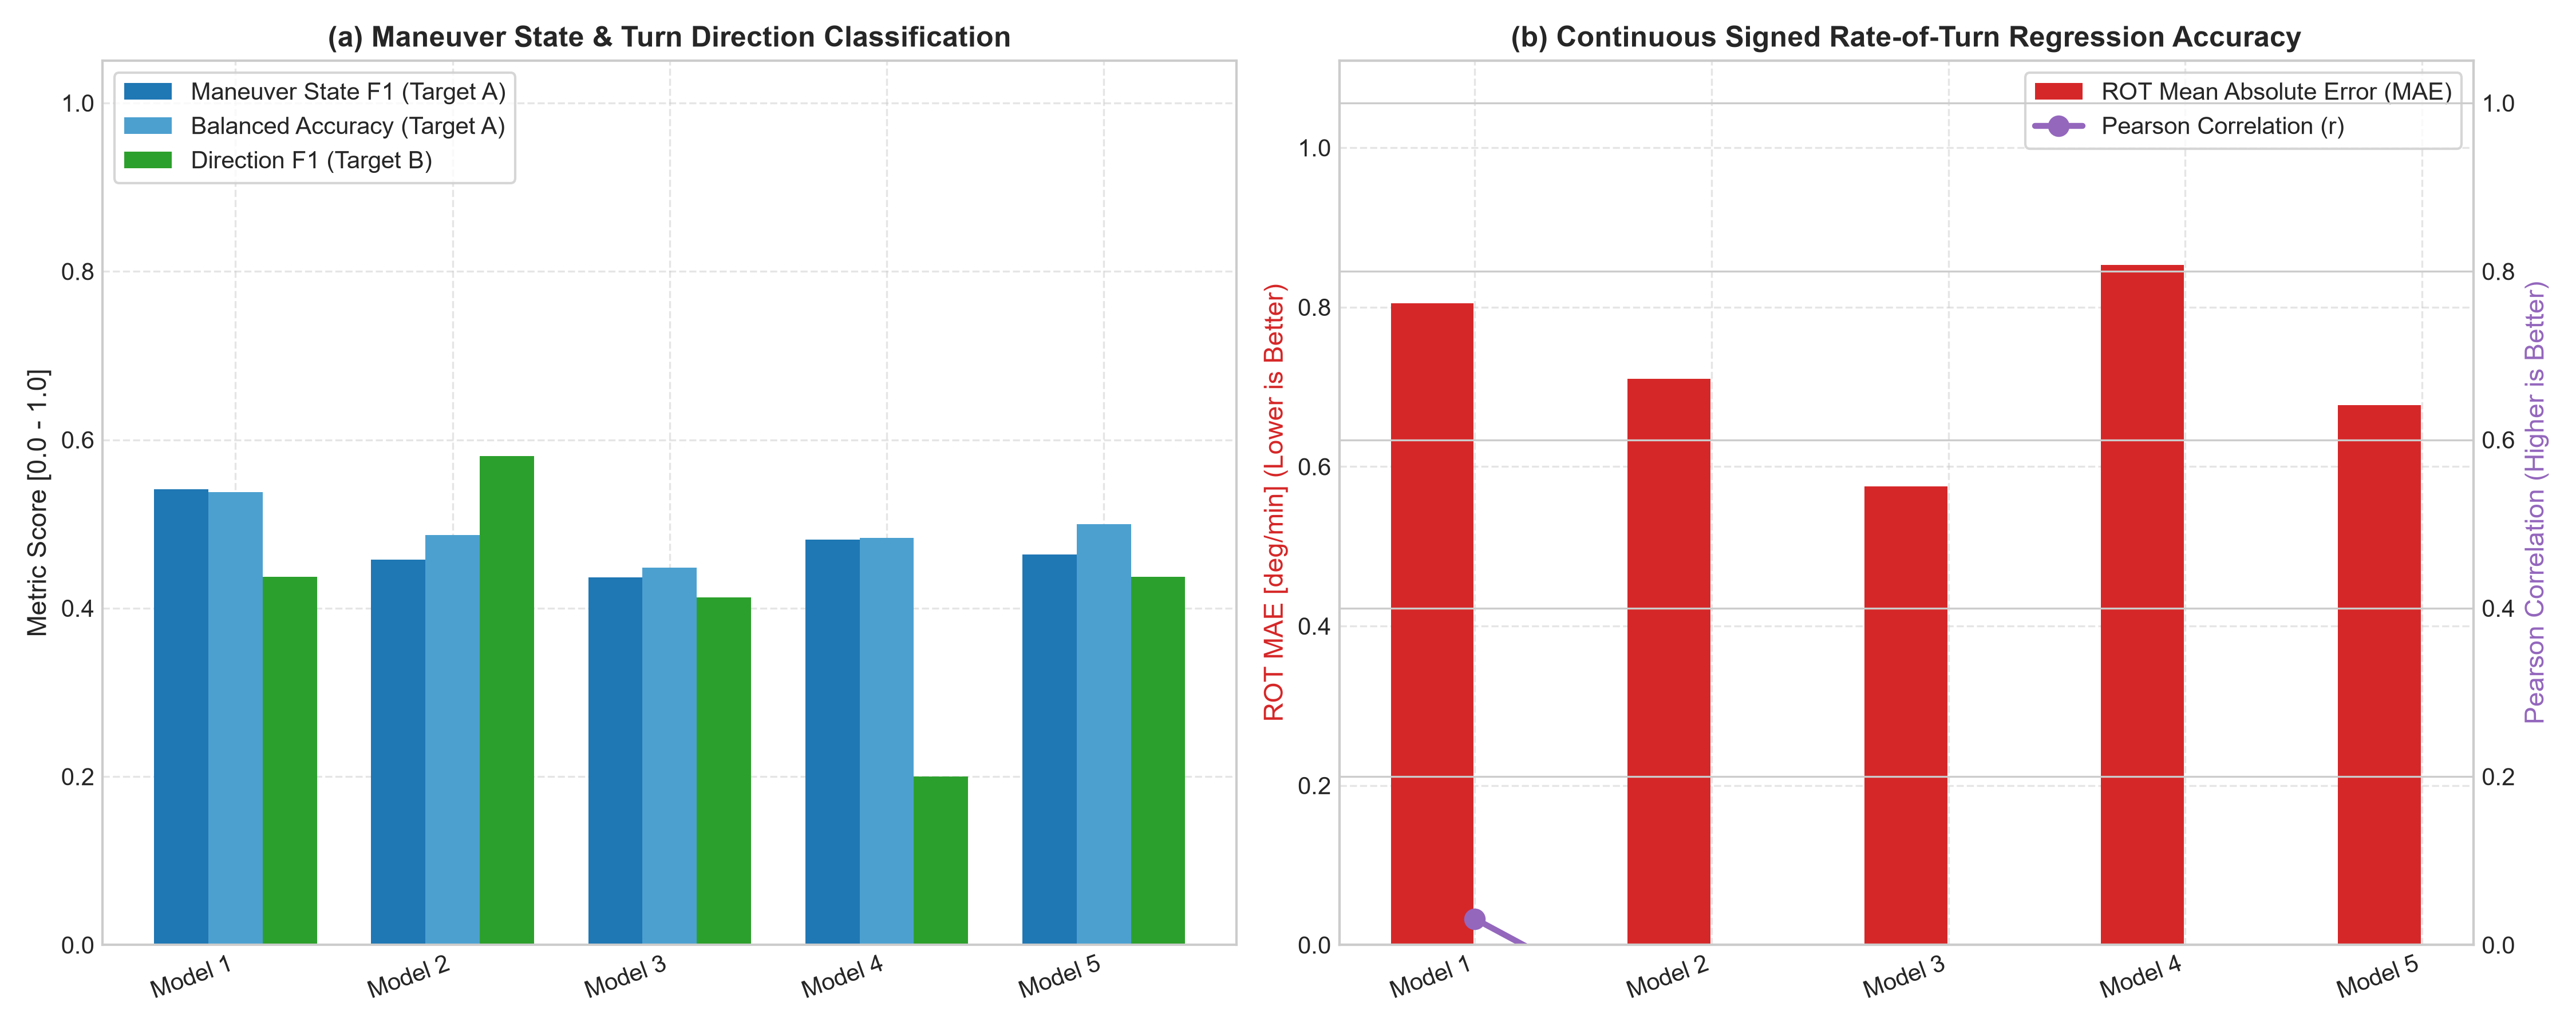 (a) Maneuver State & Turn Direction Classification
Maneuver State F1 (Target A)
Balanced Accuracy (Target A)
Direction F1 (Target B)
Metric Score [0.0 - 1.0]
1.0
0.8
0.6
0.4
0.2
0.0
Model 1
Model 2
Model 3
Model 4
Model 5
(b) Continuous Signed Rate-of-Turn Regression Accuracy
ROT Mean Absolute Error (MAE)
Pearson Correlation (r)
ROT MAE [deg/min] (Lower is Better)
1.0
0.8
0.6
0.4
0.2
0.0
Model 1
Model 2
Model 3
Model 4
Model 5
1.0
0.8
0.6
0.4
0.2
0.0
Pearson Correlation (Higher is Better)